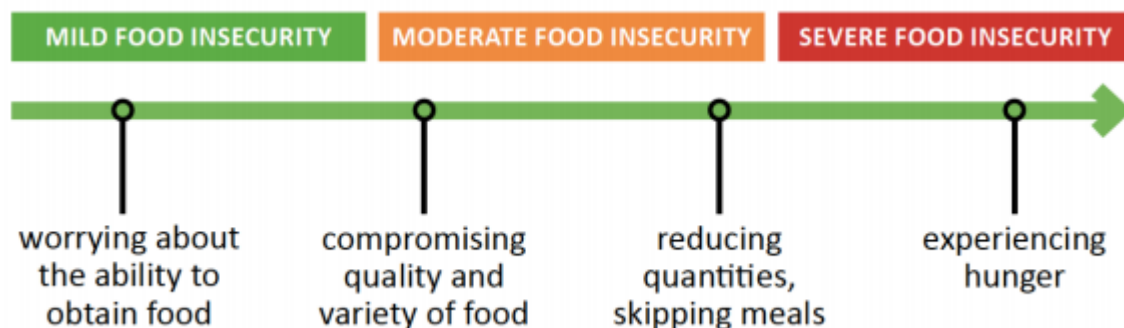 MILD FOOD INSECURITY
MODERATE FOOD INSECURITY
SEVERE FOOD INSECURITY
worrying about
the ability to
obtain food
compromising
quality and
variety of food
reducing
quantities,
skipping meals
experiencing
hunger